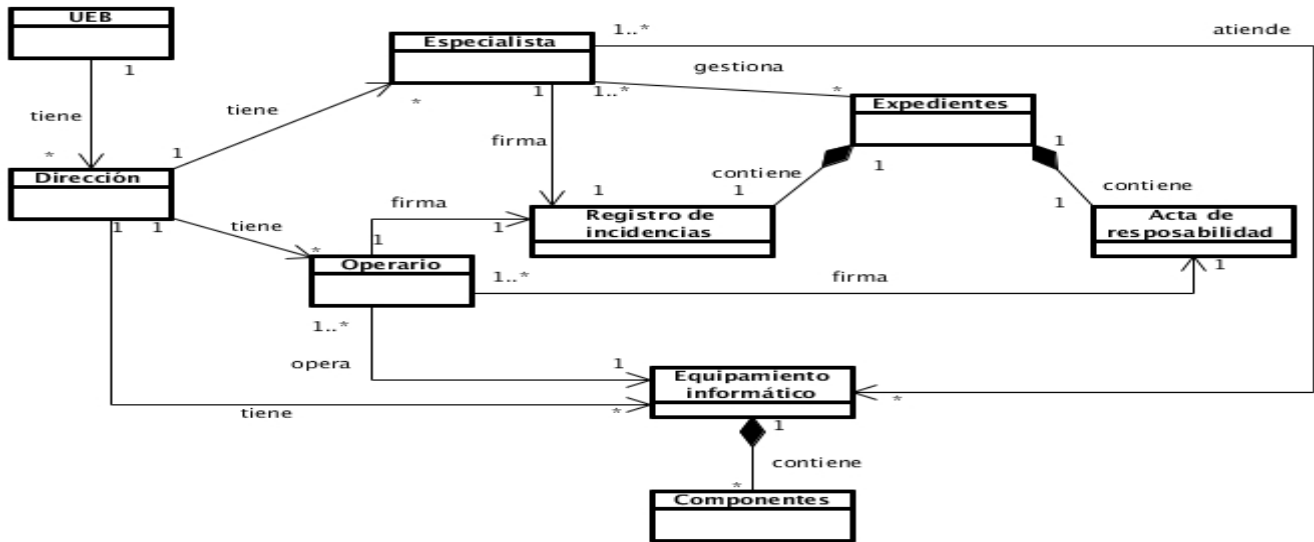 UEB
1
tiene
*
Dirección
1
tiene
*
Especialista
1..*
atiende
gestiona
1
1..*
*
firma
Expedientes
1
1
contiene
1
1
Registro de
incidencias
contiene
1
Acta de
resposabilidad
1
1
1
tiene
*
Operario
1
firma
1
1..*
firma
1
1..*
opera
1
Equipamiento
informático
tiene
*
*
1
contiene
*
Componentes